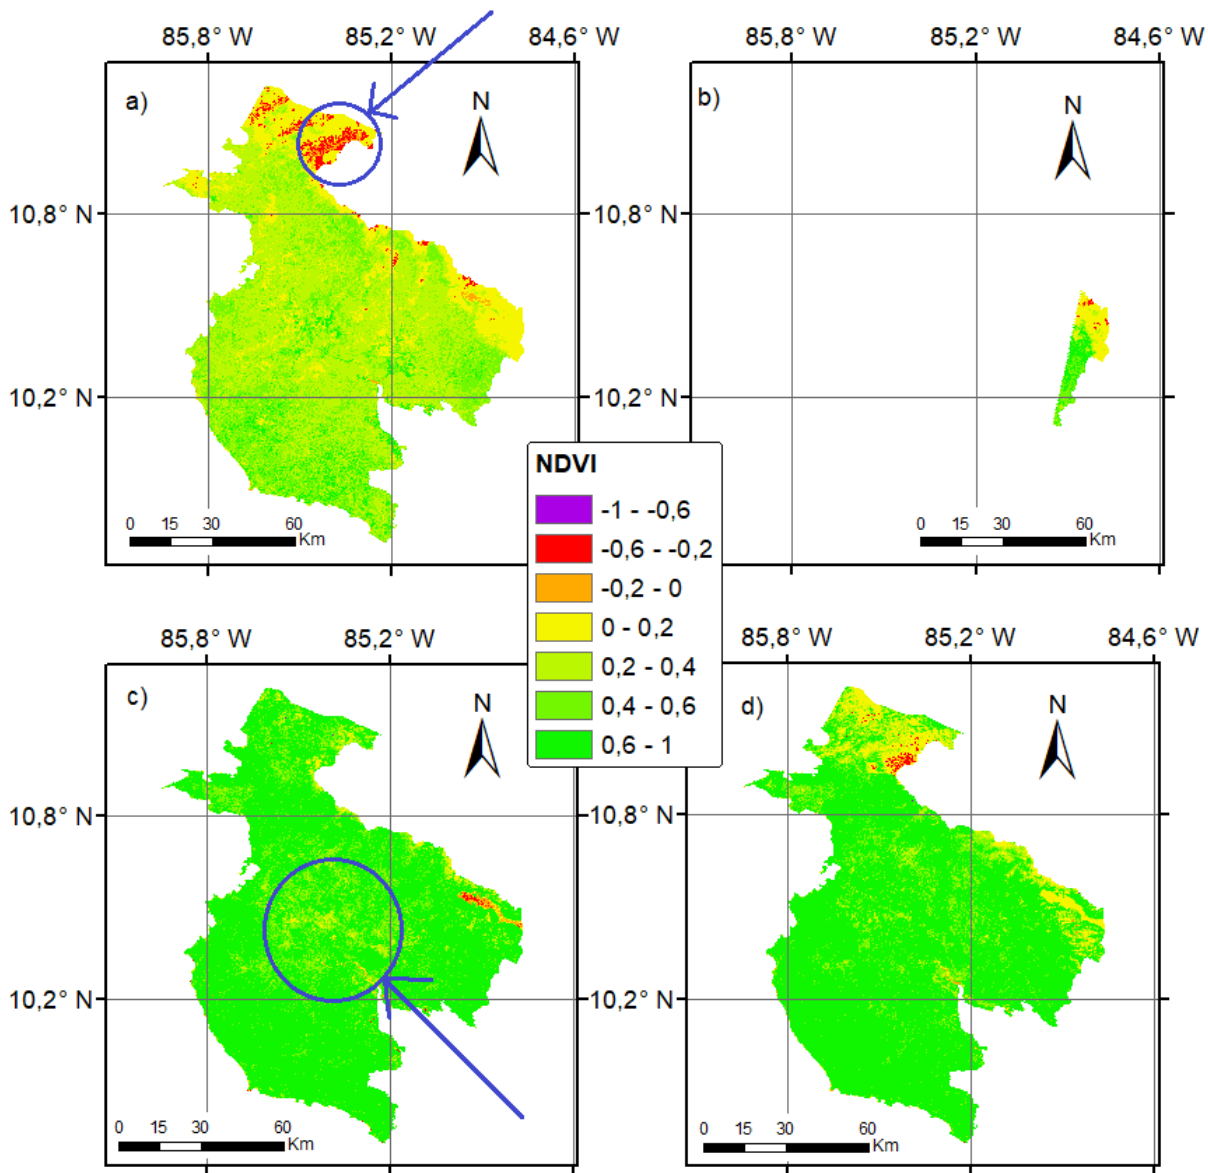 85,8° W 85,2° W 84,6° W 85,8° W 85,2° W 84,6° W
a) N b) N
10,8° N 10,8° N
10,2° N 10,2° N
NDVI
-1 - -0,6
-0,6 - -0,2
-0,2 - 0
0 - 0,2
0,2 - 0,4
0,4 - 0,6
0,6 - 1
0 15 30 60 Km
0 15 30 60 Km
85,8° W 85,2° W 85,8° W 85,2° W 84,6° W
c) N d) N
10,8° N 10,8° N
10,2° N 10,2° N
0 15 30 60 Km
0 15 30 60 Km